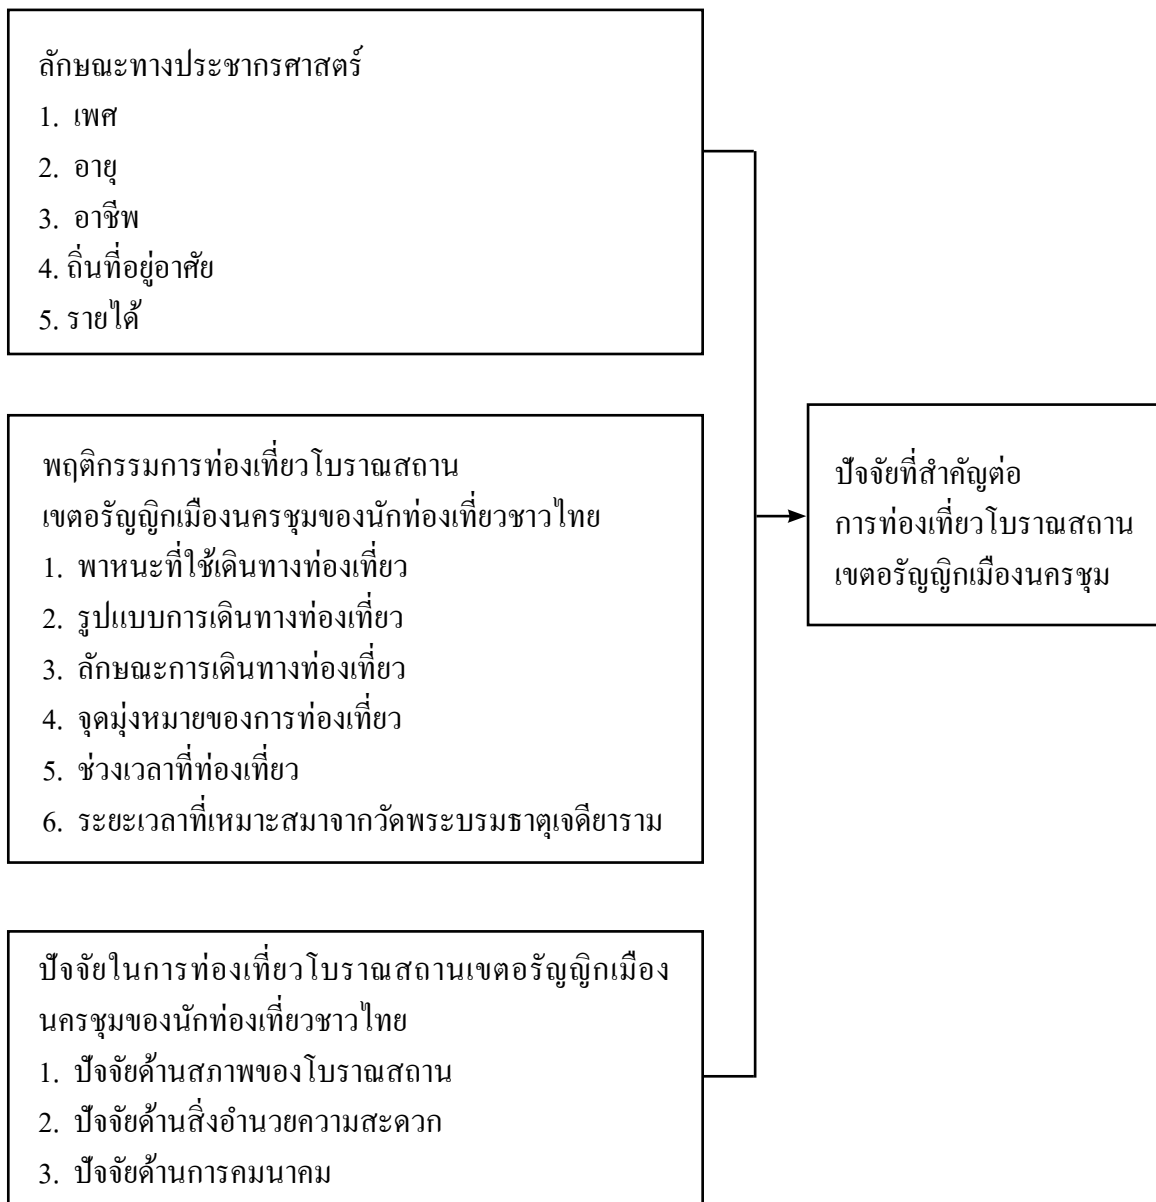 ลักษณะทางประชากรศาสตร์
1. เพศ
2. อายุ
3. อาชีพ
4. ถิ่นที่อยู่อาศัย
5. รายได้
พฤติกรรมการท่องเที่ยวโบราณสถาน
เขตอรัญญิกเมืองนครชุมของนักท่องเที่ยวชาวไทย
1. พาหนะที่ใช้เดินทางท่องเที่ยว
2. รูปแบบการเดินทางท่องเที่ยว
3. ลักษณะการเดินทางท่องเที่ยว
4. จุดมุ่งหมายของการท่องเที่ยว
5. ช่วงเวลาที่ท่องเที่ยว
6. ระยะเวลาที่เหมาะสมาจากวัดพระบรมธาตุเจดียาราม
ปัจจัยในการท่องเที่ยวโบราณสถานเขตอรัญญิกเมือง
นครชุมของนักท่องเที่ยวชาวไทย
1. ปัจจัยด้านสภาพของโบราณสถาน
2. ปัจจัยด้านสิ่งอำนวยความสะดวก
3. ปัจจัยด้านการคมนาคม
ปัจจัยที่สำคัญต่อ
การท่องเที่ยวโบราณสถาน
เขตอรัญญิกเมืองนครชุม